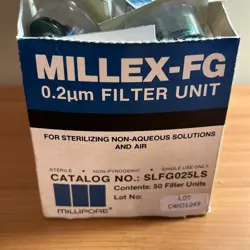 MILLEX-FG
0.2µm FILTER UNIT
FOR STERILIZING NON-AQUEOUS SOLUTIONS
AND AIR
STERILE • NON-PYROGENIC • SINGLE USE ONLY
CATALOG NO.: SLFG025LS
Contents: 50 Filter Units
Lot No:
LOT
MILLIPORE